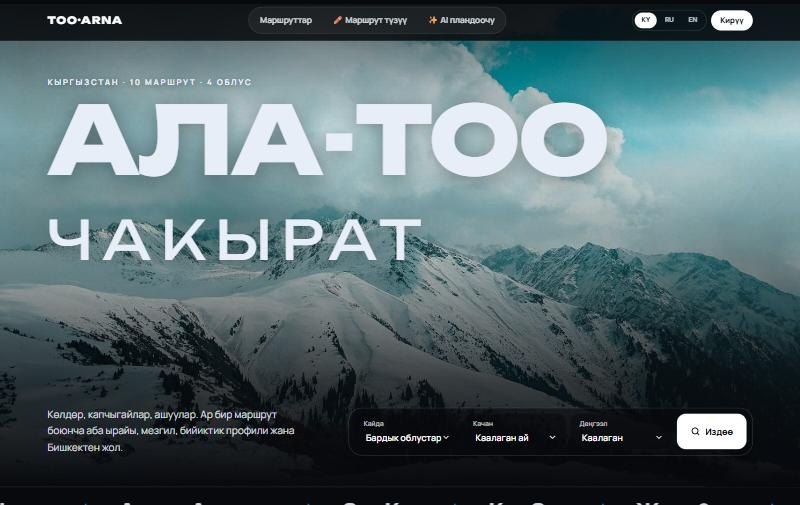 TOO·ARNA
Маршруттар
Маршрут түзүү
AI пландоочу
KY RU EN
Кирүү
КЫРГЫЗСТАН · 10 МАРШРУТ · 4 ОБЛУС
АЛА-ТОО
ЧАКЫРАТ
Көлдөр, капчыгайлар, ашуулар. Ар бир маршрут
боюнча аба ырайы, мезгил, бийиктик профили жана
Бишкектен жол.
Кайда
Бардык облустар
Качан
Каалаган ай
Деңгээл
Каалаган
Издөө